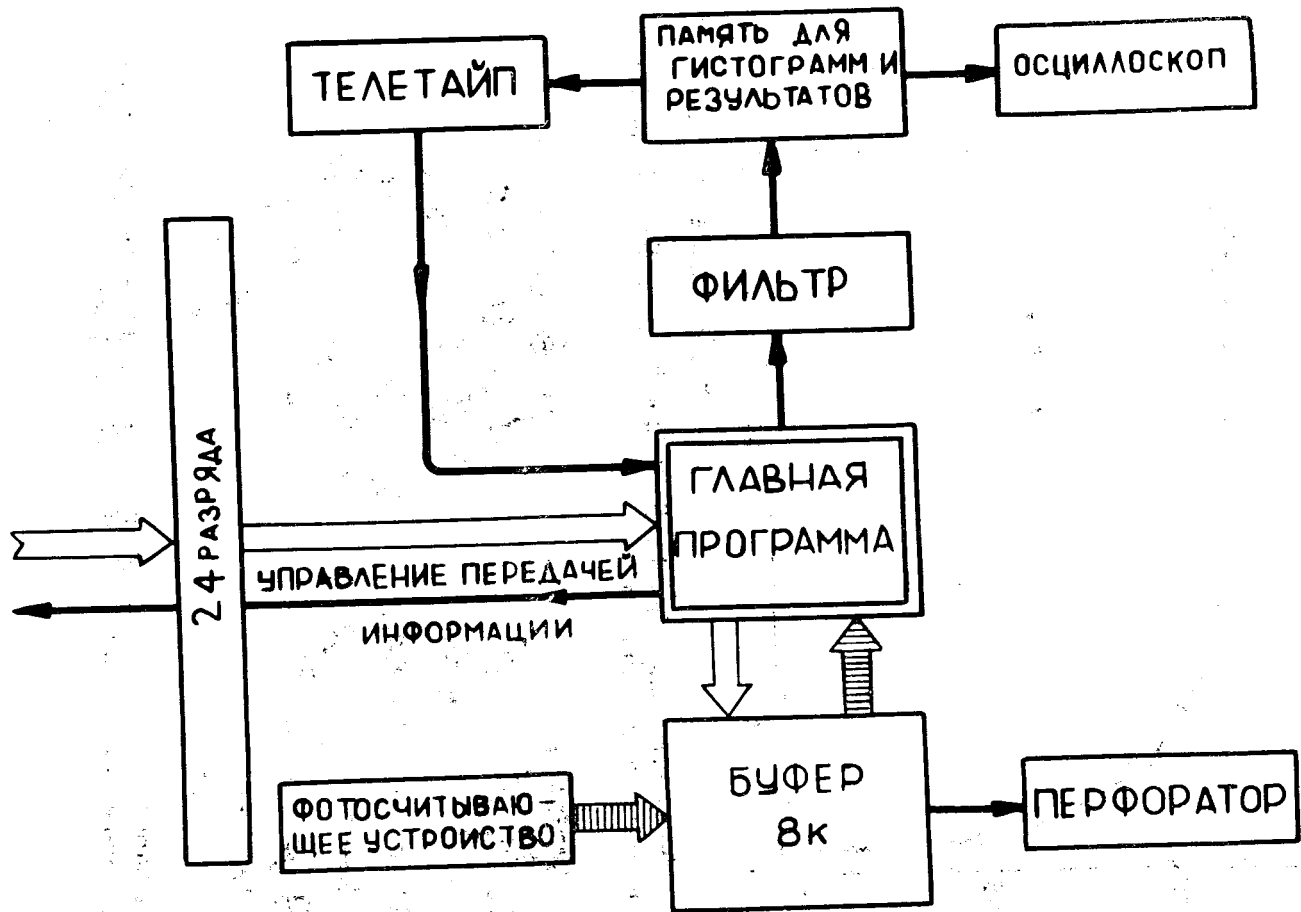 ТЕЛЕТАЙП
ПАМЯТЬ ДЛЯ
ГИСТОГРАММ И
РЕЗУЛЬТАТОВ
ОСЦИЛЛОСКОП
ФИЛЬТР
24 РАЗРЯДА
ГЛАВНАЯ
ПРОГРАММА
УПРАВЛЕНИЕ ПЕРЕДАЧЕЙ
ИНФОРМАЦИИ
ФОТОСЧИТЫВАЮ-
ЩЕЕ УСТРОИСТВО
БУФЕР
8К
ПЕРФОРАТОР